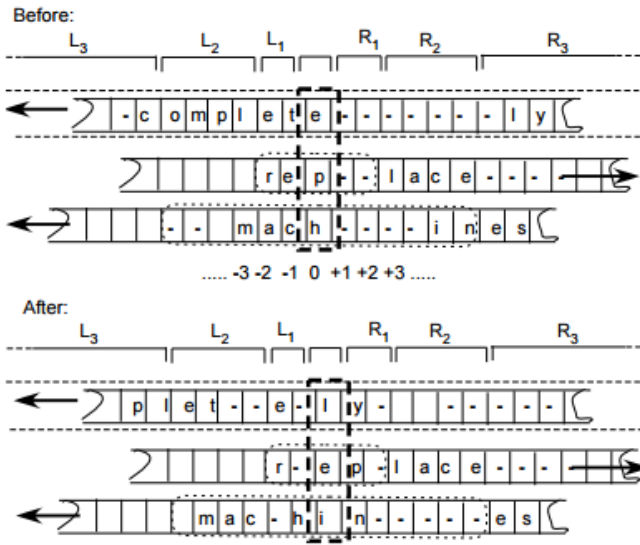 Before:
L3 L2 L1 R1 R2 R3
- c o m p l e t e - - - - - - - l y
r e p - - l a c e - - - -
- - m a c h - - - - i n e s
..... -3 -2 -1 0 +1 +2 +3 .....
After:
L3 L2 L1 R1 R2 R3
p l e t - - e - l y - - - - - -
r - e p - l a c e - - -
m a c - h i n - - - - - e s